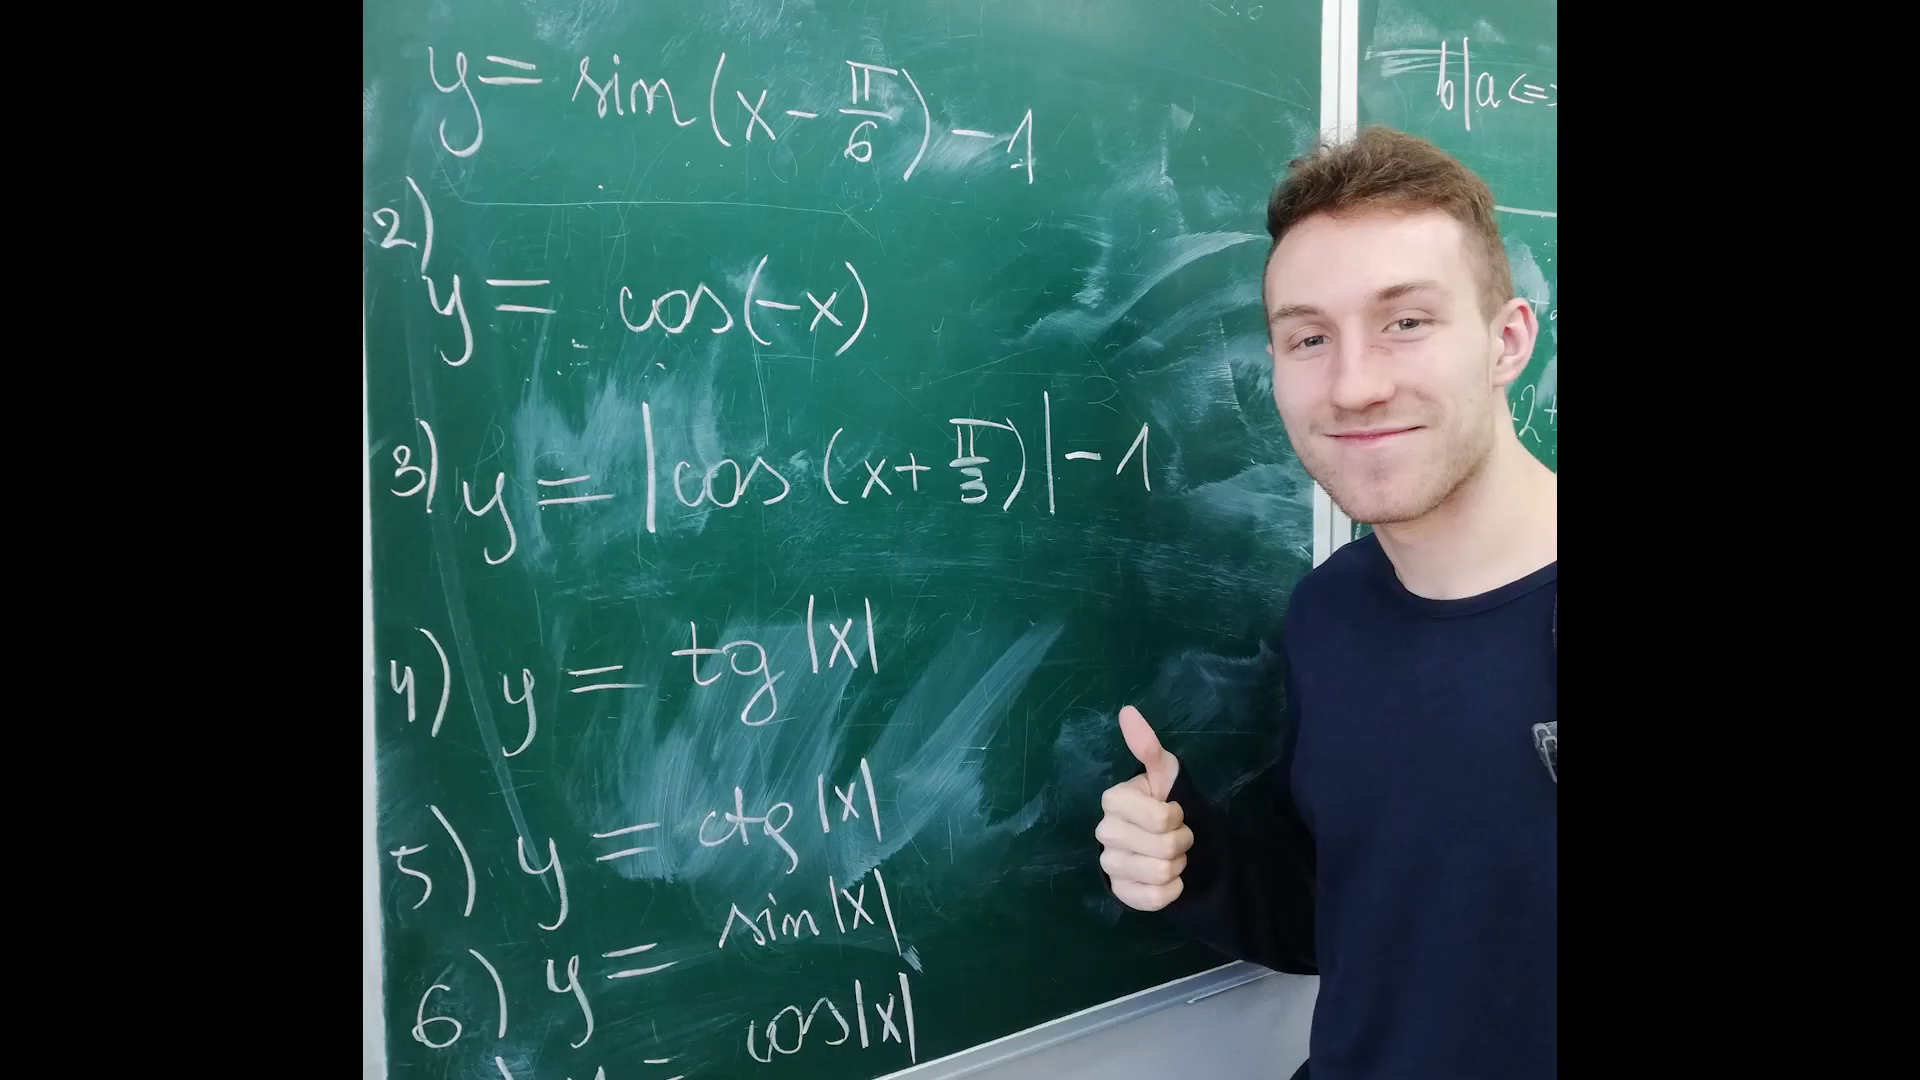 y = sin(x - π/6) - 1
2) y = cos(-x)
3) y = |cos(x + π/3)| - 1
4) y = tg|x|
5) y = ctg|x|
6) y = sin|x|
y = cos|x|
b|a <=>